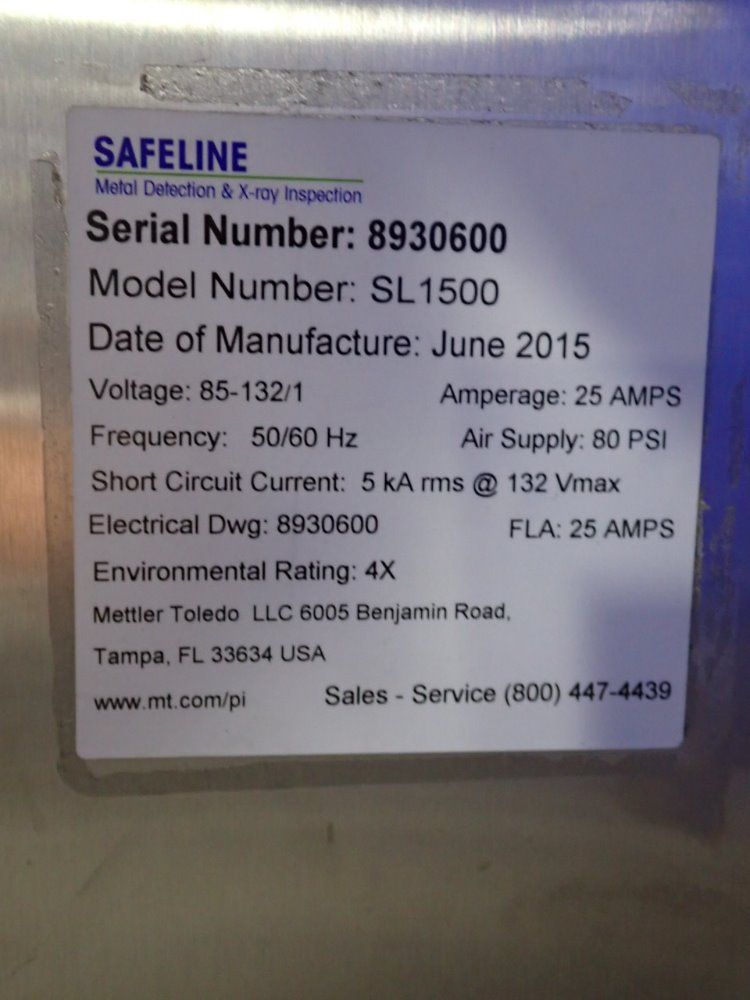 SAFELINE
Metal Detection & X-ray Inspection
Serial Number: 8930600
Model Number: SL1500
Date of Manufacture: June 2015
Voltage: 85-132/1 Amperage: 25 AMPS
Frequency: 50/60 Hz Air Supply: 80 PSI
Short Circuit Current: 5 kA rms @ 132 Vmax
Electrical Dwg: 8930600 FLA: 25 AMPS
Environmental Rating: 4X
Mettler Toledo LLC 6005 Benjamin Road,
Tampa, FL 33634 USA
www.mt.com/pi Sales - Service (800) 447-4439